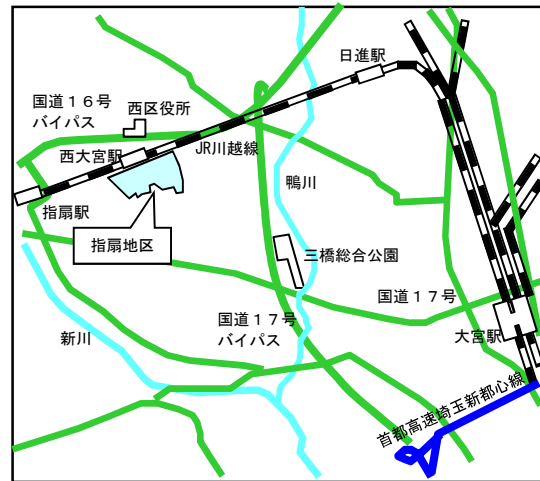 日進駅
国道１６号
バイパス
西区役所
西大宮駅
JR川越線
鴨川
指扇駅
指扇地区
三橋総合公園
国道１７号
新川
国道１７号
バイパス
大宮駅
首都高速埼玉新都心線